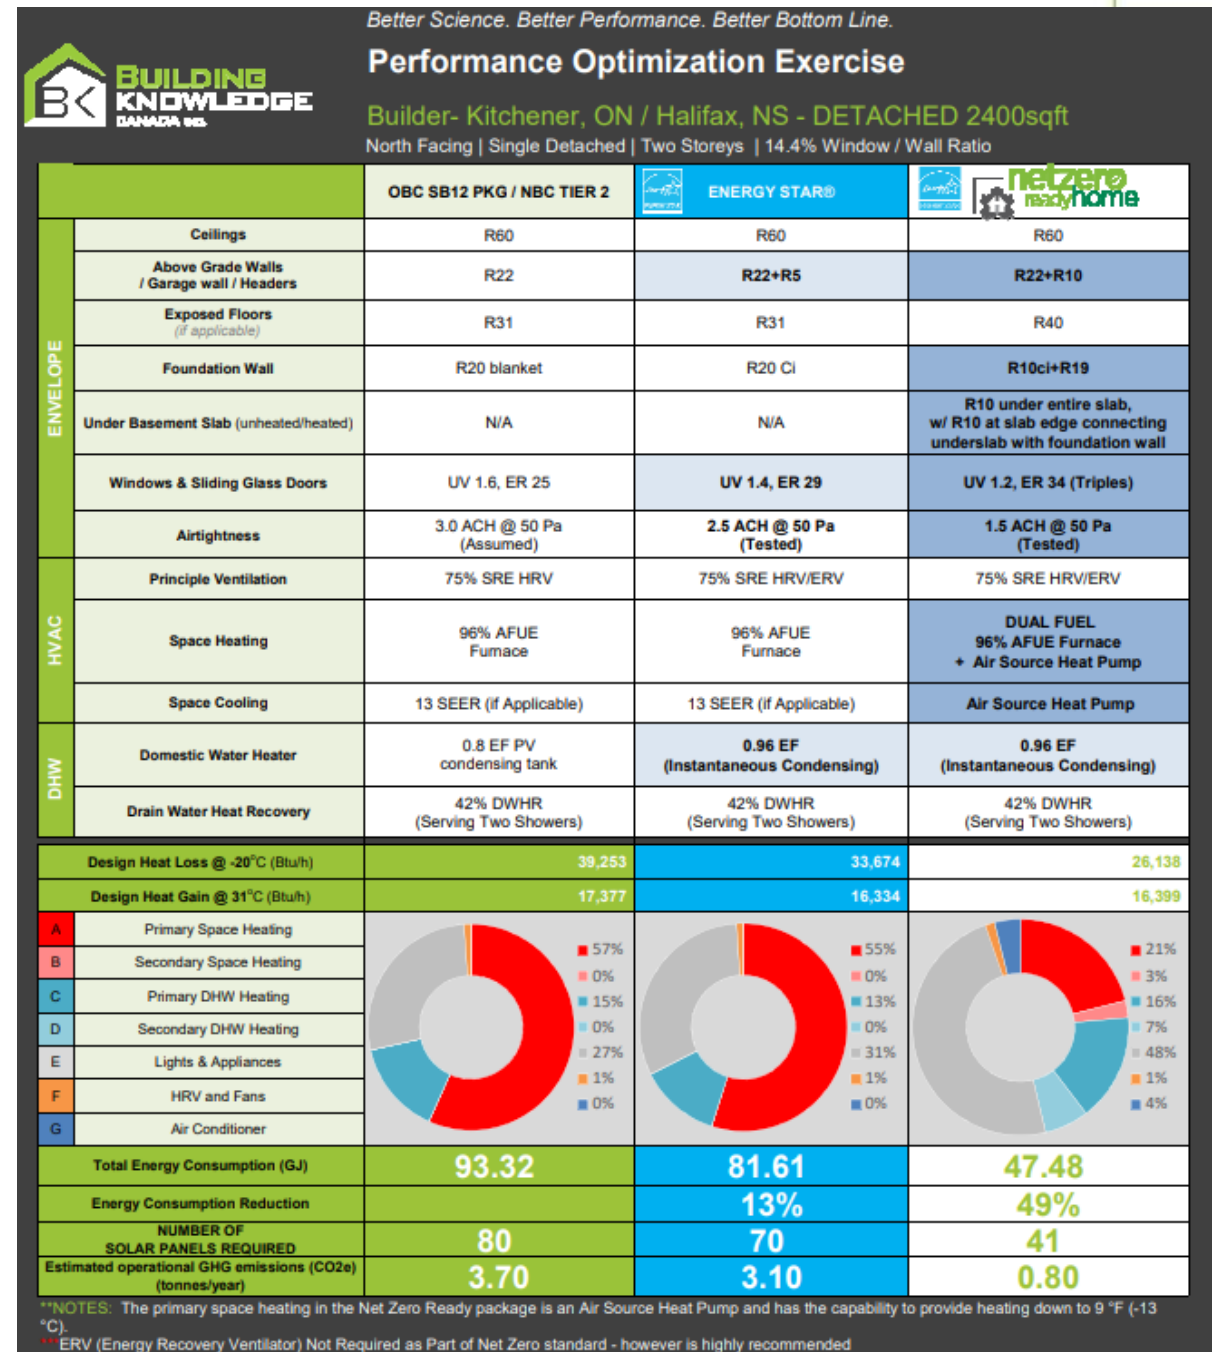 Better Science. Better Performance. Better Bottom Line.
BUILDING
KNOWLEDGE
CANADA INC.
BK
Performance Optimization Exercise
Builder- Kitchener, ON / Halifax, NS - DETACHED 2400sqft
North Facing | Single Detached | Two Storeys | 14.4% Window / Wall Ratio
OBC SB12 PKG / NBC TIER 2
ENERGY STAR®
netzero
readyhome
ENVELOPE
Ceilings
R60
R60
R60
Above Grade Walls
/ Garage wall / Headers
R22
R22+R5
R22+R10
Exposed Floors
(if applicable)
R31
R31
R40
Foundation Wall
R20 blanket
R20 Ci
R10ci+R19
Under Basement Slab (unheated/heated)
N/A
N/A
R10 under entire slab,
w/ R10 at slab edge connecting
underslab with foundation wall
Windows & Sliding Glass Doors
UV 1.6, ER 25
UV 1.4, ER 29
UV 1.2, ER 34 (Triples)
Airtightness
3.0 ACH @ 50 Pa
(Assumed)
2.5 ACH @ 50 Pa
(Tested)
1.5 ACH @ 50 Pa
(Tested)
HVAC
Principle Ventilation
75% SRE HRV
75% SRE HRV/ERV
75% SRE HRV/ERV
Space Heating
96% AFUE
Furnace
96% AFUE
Furnace
DUAL FUEL
96% AFUE Furnace
+ Air Source Heat Pump
Space Cooling
13 SEER (if Applicable)
13 SEER (if Applicable)
Air Source Heat Pump
DHW
Domestic Water Heater
0.8 EF PV
condensing tank
0.96 EF
(Instantaneous Condensing)
0.96 EF
(Instantaneous Condensing)
Drain Water Heat Recovery
42% DWHR
(Serving Two Showers)
42% DWHR
(Serving Two Showers)
42% DWHR
(Serving Two Showers)
Design Heat Loss @ -20°C (Btu/h)
39,253
33,674
26,138
Design Heat Gain @ 31°C (Btu/h)
17,377
16,334
16,399
A Primary Space Heating
B Secondary Space Heating
C Primary DHW Heating
D Secondary DHW Heating
E Lights & Appliances
F HRV and Fans
G Air Conditioner
57%
0%
15%
0%
27%
1%
0%
55%
0%
13%
0%
31%
1%
0%
21%
3%
16%
7%
48%
1%
4%
Total Energy Consumption (GJ)
93.32
81.61
47.48
Energy Consumption Reduction
13%
49%
NUMBER OF
SOLAR PANELS REQUIRED
80
70
41
Estimated operational GHG emissions (CO2e)
(tonnes/year)
3.70
3.10
0.80
**NOTES: The primary space heating in the Net Zero Ready package is an Air Source Heat Pump and has the capability to provide heating down to 9 °F (-13
°C).
***ERV (Energy Recovery Ventilator) Not Required as Part of Net Zero standard - however is highly recommended